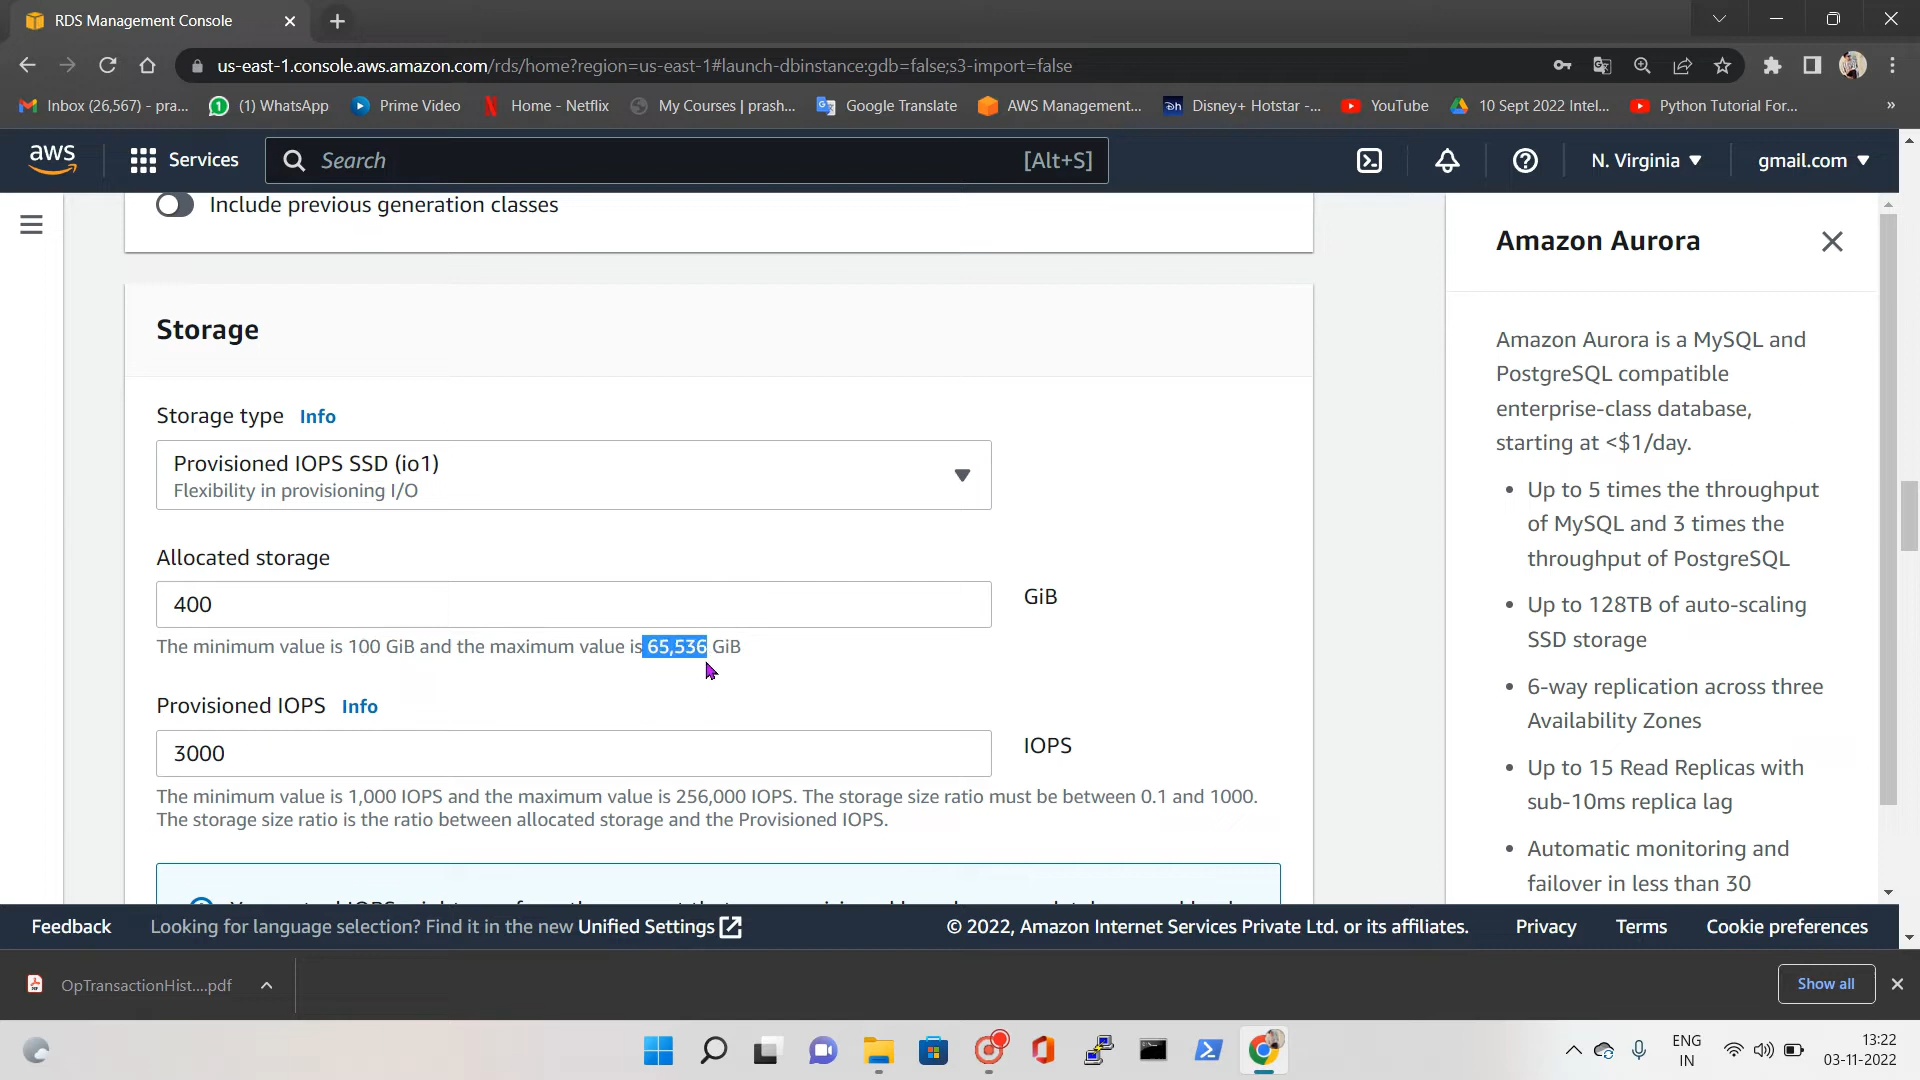 RDS Management Console
us-east-1.console.aws.amazon.com/rds/home?region=us-east-1#launch-dbinstance:gdb=false;s3-import=false
Inbox (26,567) - pra...
(1) WhatsApp
Prime Video
Home - Netflix
My Courses | prash...
Google Translate
AWS Management...
Disney+ Hotstar -...
YouTube
10 Sept 2022 Intel...
Python Tutorial For...
»
aws
Services
Search
[Alt+S]
N. Virginia
gmail.com
Include previous generation classes
Storage
Storage type Info
Provisioned IOPS SSD (io1)
Flexibility in provisioning I/O
Allocated storage
400
GiB
The minimum value is 100 GiB and the maximum value is 65,536 GiB
Provisioned IOPS Info
3000
IOPS
The minimum value is 1,000 IOPS and the maximum value is 256,000 IOPS. The storage size ratio must be between 0.1 and 1000.
The storage size ratio is the ratio between allocated storage and the Provisioned IOPS.
Amazon Aurora
Amazon Aurora is a MySQL and
PostgreSQL compatible
enterprise-class database,
starting at <$1/day.
• Up to 5 times the throughput
of MySQL and 3 times the
throughput of PostgreSQL
• Up to 128TB of auto-scaling
SSD storage
• 6-way replication across three
Availability Zones
• Up to 15 Read Replicas with
sub-10ms replica lag
• Automatic monitoring and
failover in less than 30
Feedback
Looking for language selection? Find it in the new Unified Settings
© 2022, Amazon Internet Services Private Ltd. or its affiliates.
Privacy
Terms
Cookie preferences
OpTransactionHist....pdf
Show all
ENG
IN
13:22
03-11-2022